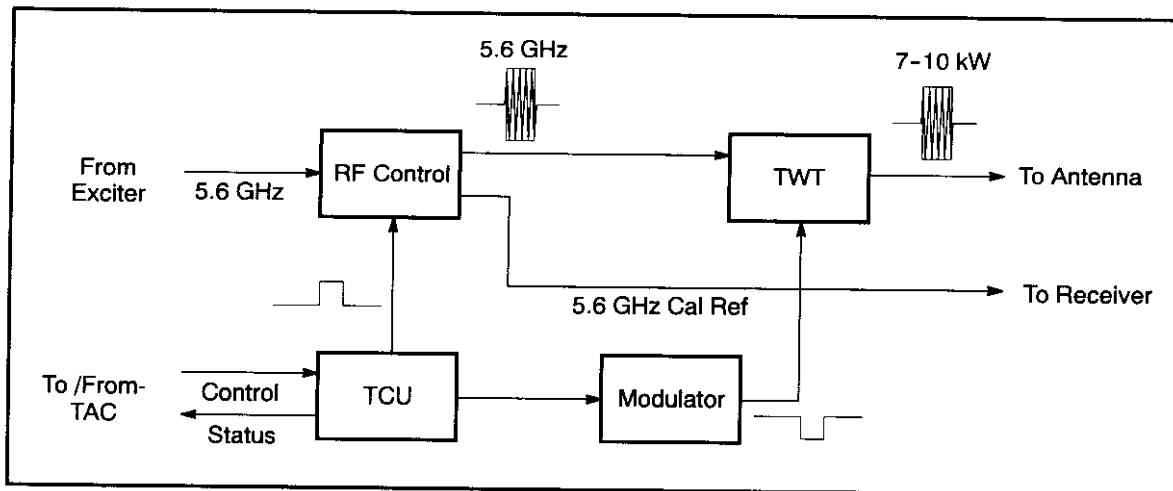 5.6 GHz
7-10 kW
From
Exciter
5.6 GHz
RF Control
TWT
To Antenna
5.6 GHz Cal Ref
To Receiver
To /From-
TAC
Control
Status
TCU
Modulator